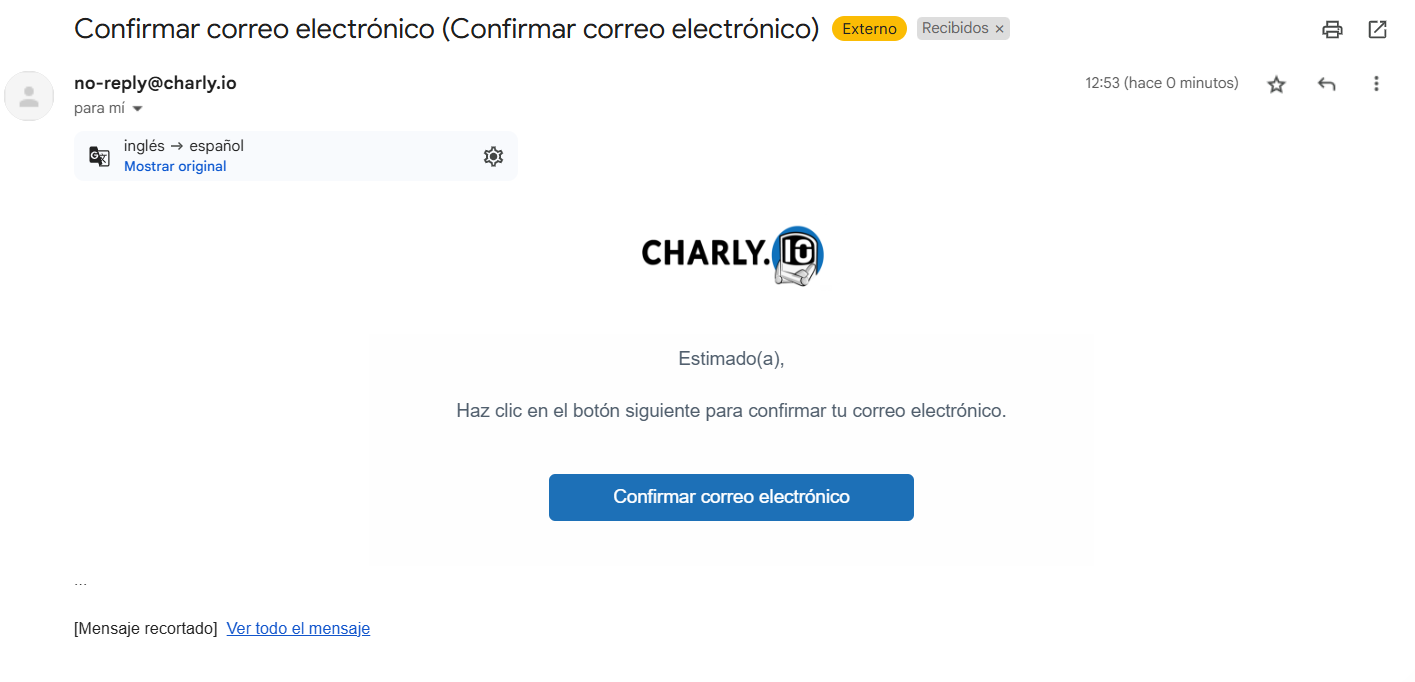 Confirmar correo electrónico (Confirmar correo electrónico) Externo Recibidos ×
no-reply@charly.io 12:53 (hace 0 minutos)
para mí
inglés → español
Mostrar original
CHARLY.IO
Estimado(a),
Haz clic en el botón siguiente para confirmar tu correo electrónico.
Confirmar correo electrónico
...
[Mensaje recortado] Ver todo el mensaje